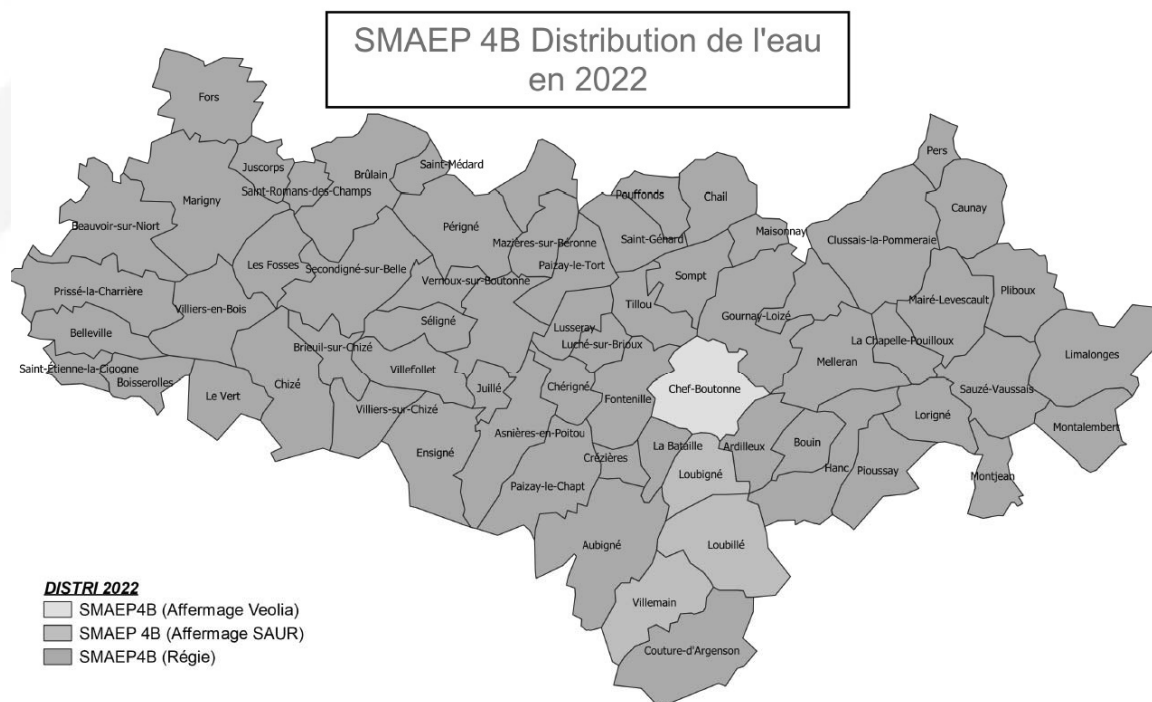 SMAEP 4B Distribution de l'eau
en 2022
Fors
Juscorps
Saint-Romans-des-Champs
Brûlain
Saint-Médard
Marigny
Beauvoir-sur-Niort
Périgné
Mazières-sur-Béronne
Paizay-le-Tort
Pouffonds
Saint-Génard
Chail
Maisonnay
Pers
Caunay
Clussais-la-Pommeraie
Les Fosses
Secondigné-sur-Belle
Vernoux-sur-Boutonne
Sompt
Tillou
Prissé-la-Charrière
Villiers-en-Bois
Séligné
Lusseray
Luché-sur-Brioux
Gournay-Loizé
Mairé-Levescault
Pliboux
Belleville
Brieuil-sur-Chizé
La Chapelle-Pouilloux
Melleran
Limalonges
Saint-Étienne-la-Cigogne
Boisserolles
Le Vert
Chizé
Villefollet
Juillé
Chérigné
Fontenille
Chef-Boutonne
Sauzé-Vaussais
Villiers-sur-Chizé
Lorigné
Montalembert
Ensigné
Asnières-en-Poitou
Crézières
La Bataille
Ardilleux
Bouin
Hanc
Pioussay
Montjean
Loubigné
Paizay-le-Chapt
Aubigné
Loubillé
Villemain
Couture-d'Argenson
DISTRI 2022
SMAEP4B (Affermage Veolia)
SMAEP 4B (Affermage SAUR)
SMAEP4B (Régie)